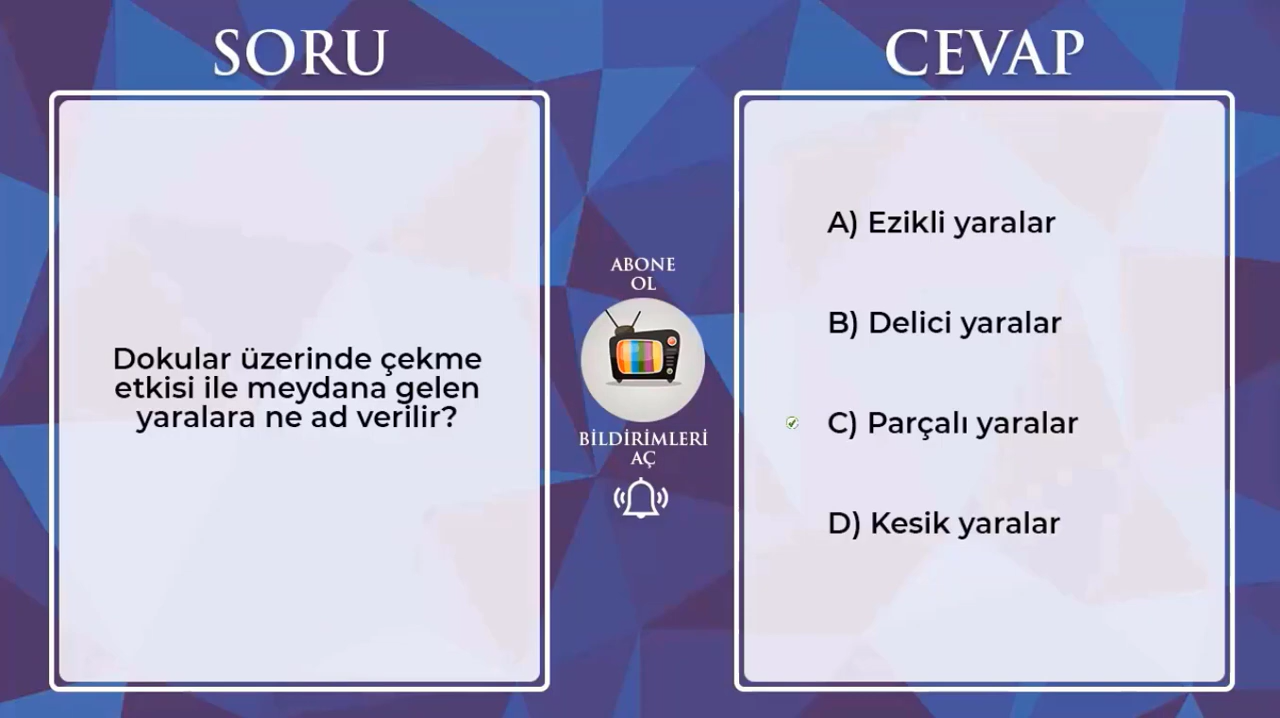 SORU
Dokular üzerinde çekme
etkisi ile meydana gelen
yaralara ne ad verilir?
ABONE
OL
BİLDİRİMLERİ
AÇ
CEVAP
A) Ezikli yaralar
B) Delici yaralar
C) Parçalı yaralar
D) Kesik yaralar